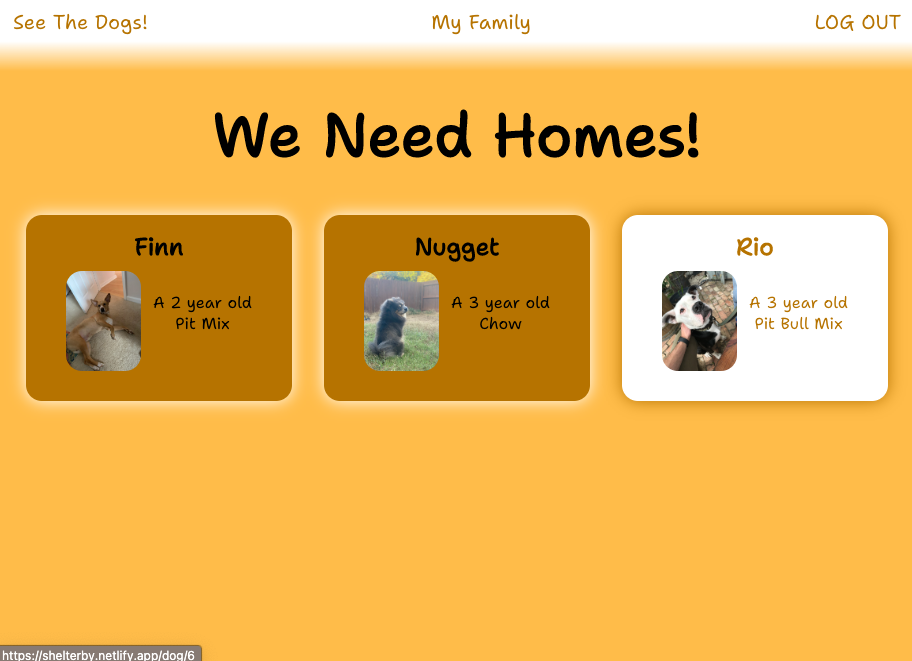 See The Dogs! My Family LOG OUT
We Need Homes!
Finn
A 2 year old
Pit Mix
Nugget
A 3 year old
Chow
Rio
A 3 year old
Pit Bull Mix
https://shelterby.netlify.app/dog/6